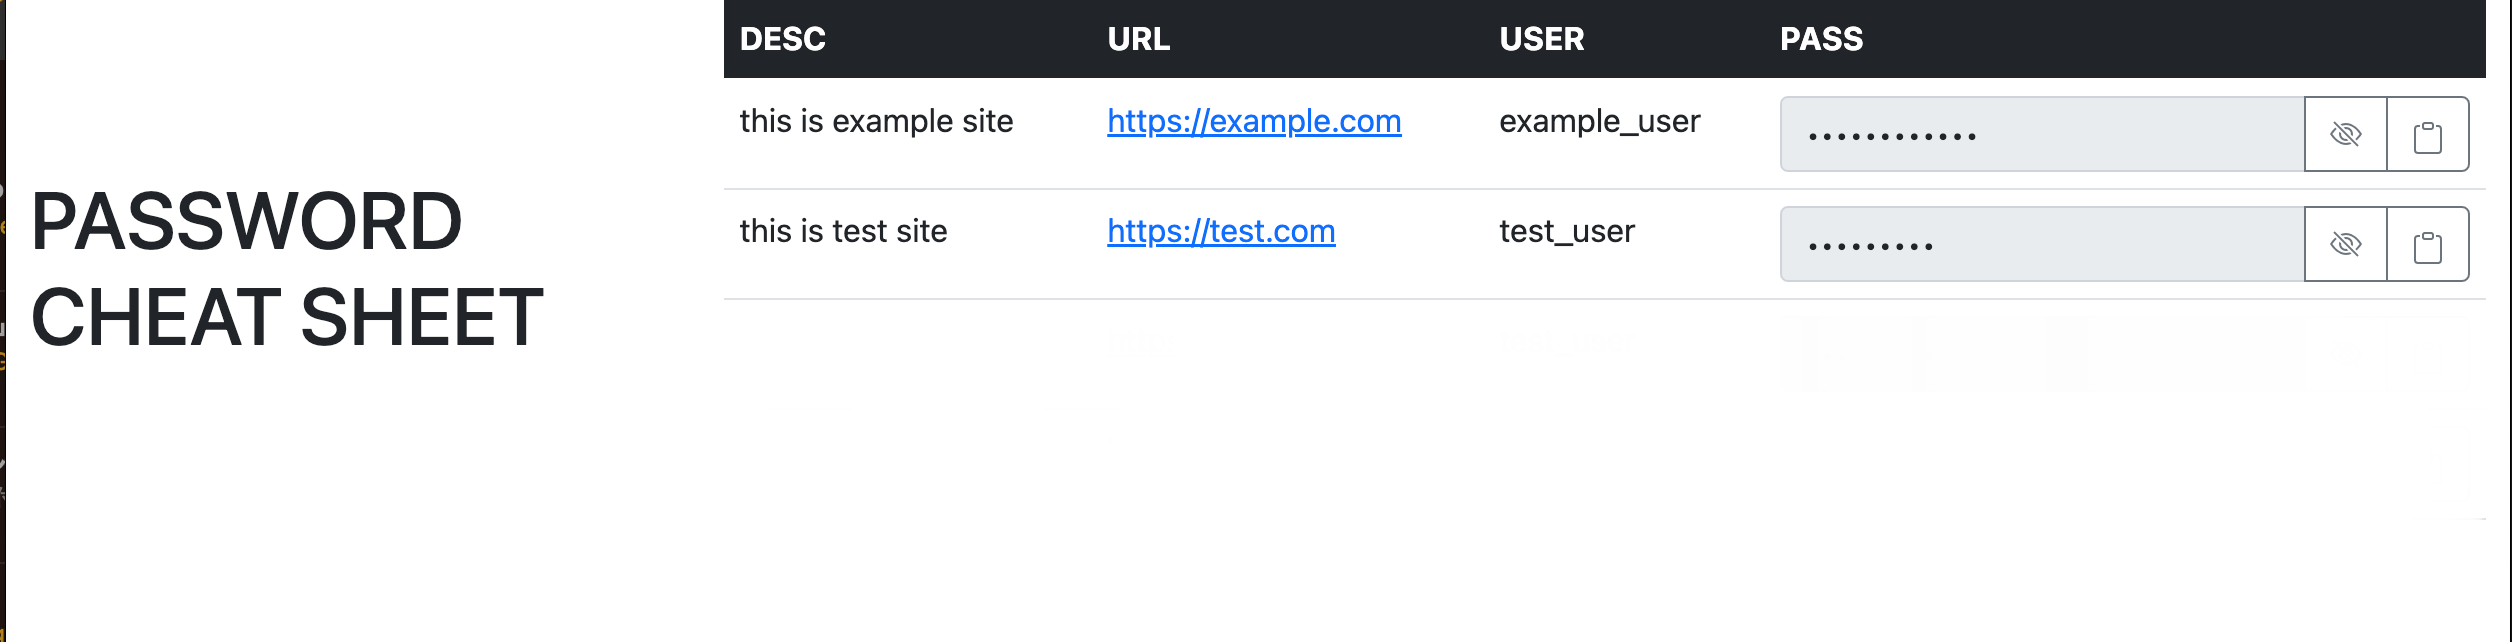 PASSWORD
CHEAT SHEET
DESC URL USER PASS
this is example site https://example.com example_user ••••••••••••
this is test site https://test.com test_user •••••••••